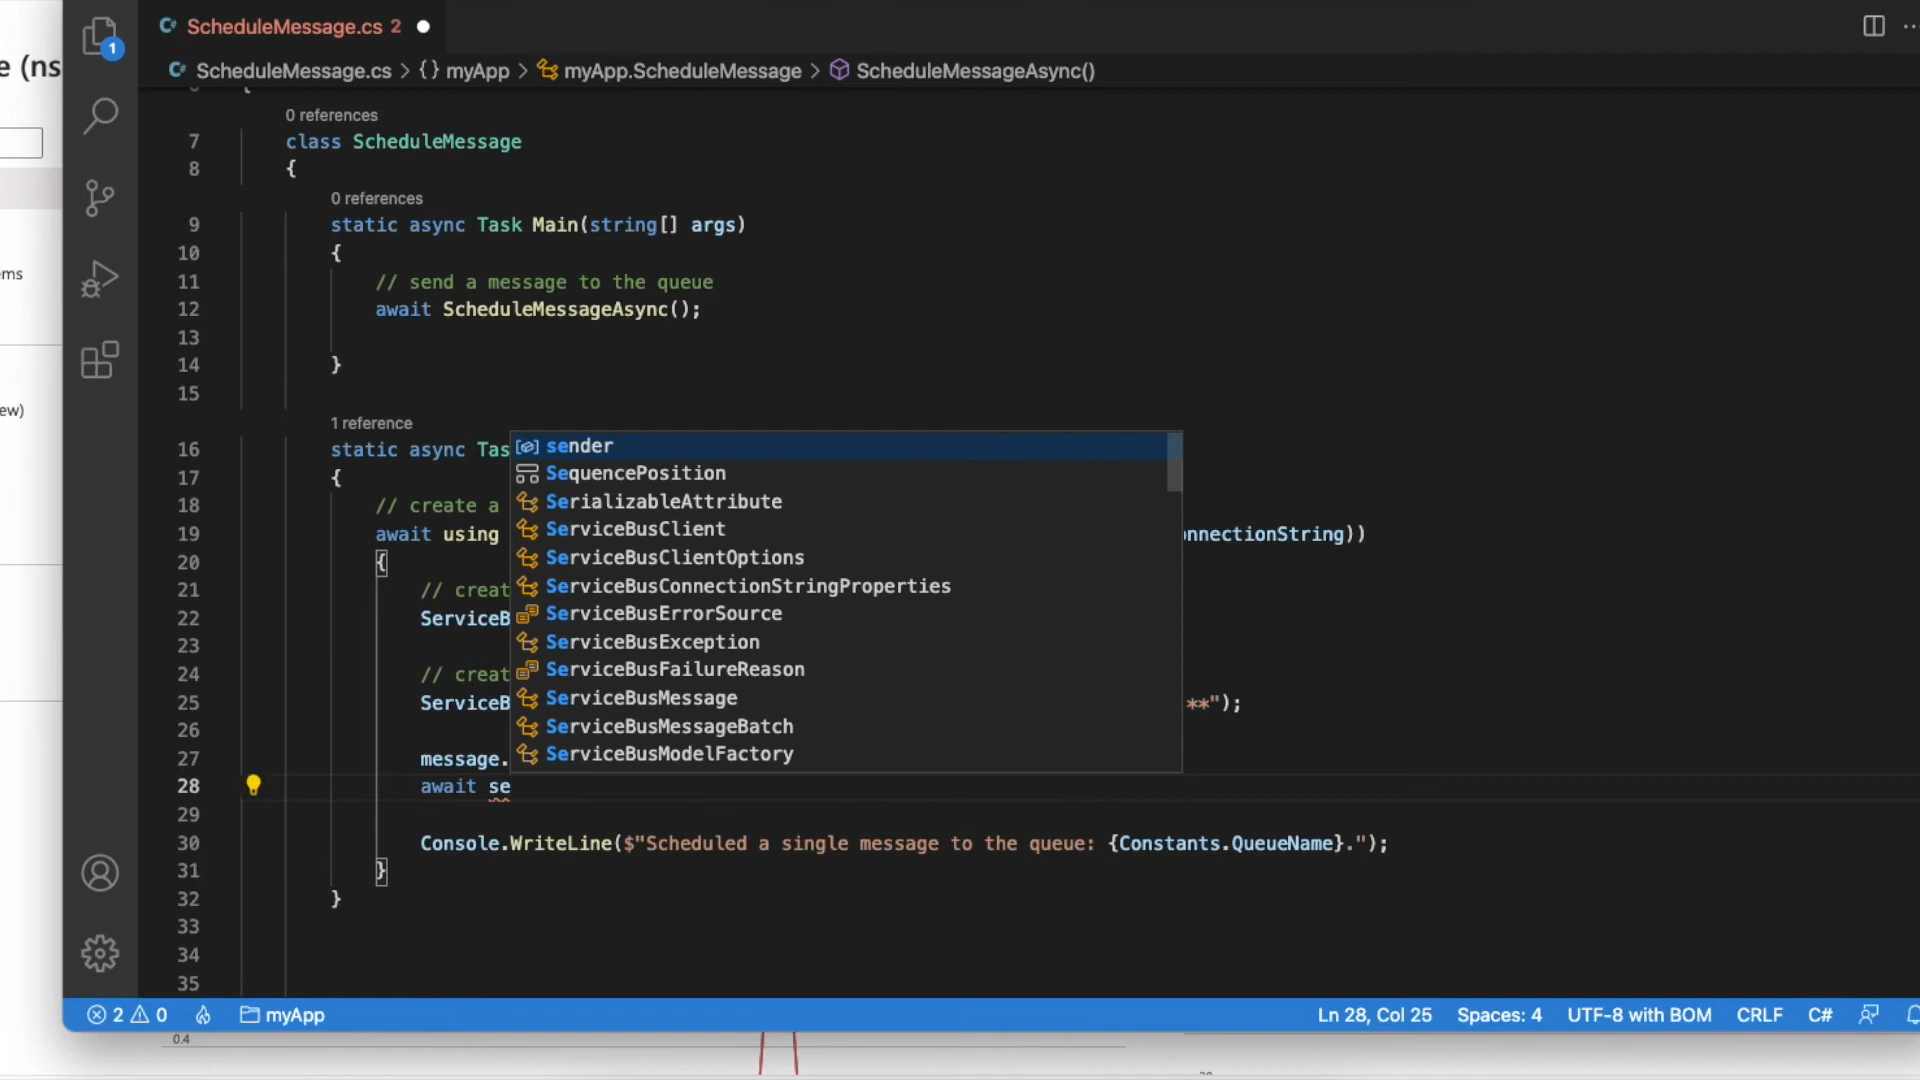 e (ns
ems
ew)
1
ScheduleMessage.cs 2
ScheduleMessage.cs > {} myApp > myApp.ScheduleMessage > ScheduleMessageAsync()
0 references
7 class ScheduleMessage
8 {
0 references
9 static async Task Main(string[] args)
10 {
11 // send a message to the queue
12 await ScheduleMessageAsync();
13
14 }
15
1 reference
16 static async Tas
17 {
18 // create a
19 await using nnectionString))
20 {
21 // creat
22 ServiceB
23
24 // creat
25 ServiceB **");
26
27 message.
28 await se
29
30 Console.WriteLine($"Scheduled a single message to the queue: {Constants.QueueName}.");
31 }
32 }
33
34
35
sender
SequencePosition
SerializableAttribute
ServiceBusClient
ServiceBusClientOptions
ServiceBusConnectionStringProperties
ServiceBusErrorSource
ServiceBusException
ServiceBusFailureReason
ServiceBusMessage
ServiceBusMessageBatch
ServiceBusModelFactory
2 0 myApp Ln 28, Col 25 Spaces: 4 UTF-8 with BOM CRLF C#
0.4